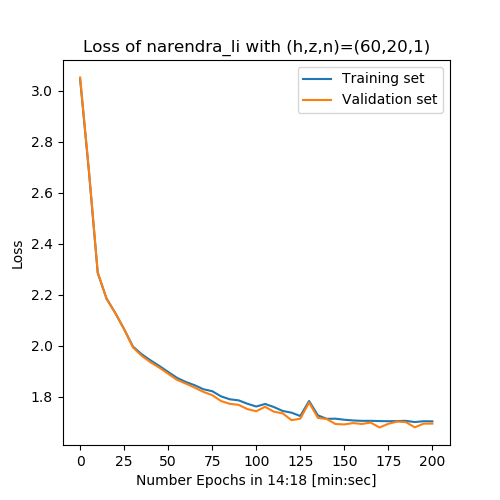 Loss of narendra_li with (h,z,n)=(60,20,1)
Training set
Validation set
Loss
3.0
2.8
2.6
2.4
2.2
2.0
1.8
0 25 50 75 100 125 150 175 200
Number Epochs in 14:18 [min:sec]